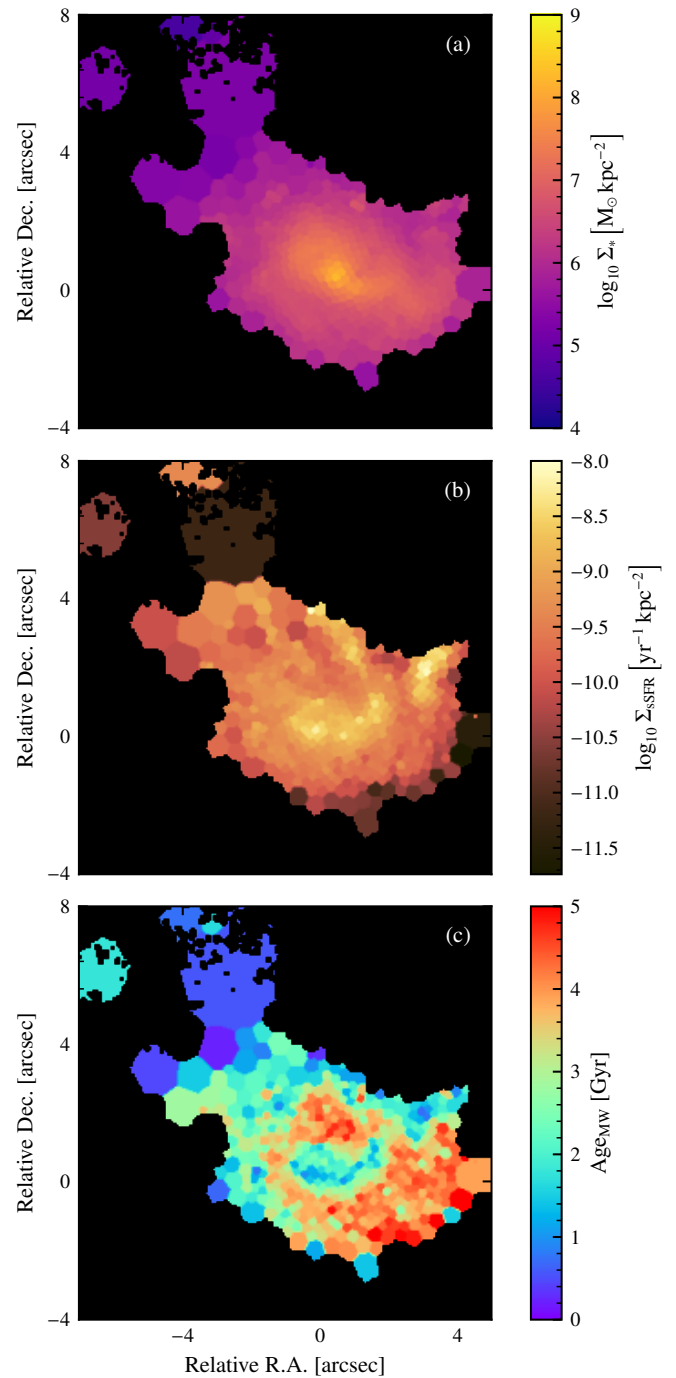 8
4
0
−4
Relative Dec. [arcsec]
(a)
9
8
7
6
5
4
log₁₀ Σ* [M⊙ kpc⁻²]
8
4
0
−4
Relative Dec. [arcsec]
(b)
-8.0
-8.5
-9.0
-9.5
-10.0
-10.5
-11.0
-11.5
log₁₀ ΣsSFR [yr⁻¹ kpc⁻²]
8
4
0
−4
Relative Dec. [arcsec]
(c)
5
4
3
2
1
0
AgeMW [Gyr]
−4 0 4
Relative R.A. [arcsec]